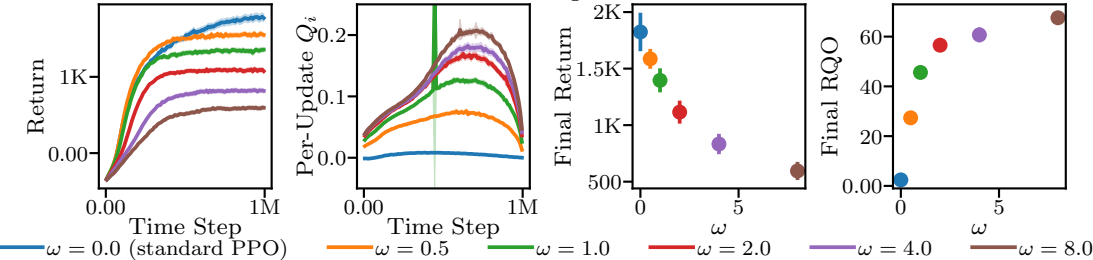 Return
1K
0.00
0.00
1M
Time Step
Per-Update Q_i
0.2
0.1
0.0
0.00
1M
Time Step
Final Return
2K
1.5K
1K
500
0
5
ω
Final RQO
60
40
20
0.00
0
5
ω
ω = 0.0 (standard PPO)
ω = 0.5
ω = 1.0
ω = 2.0
ω = 4.0
ω = 8.0